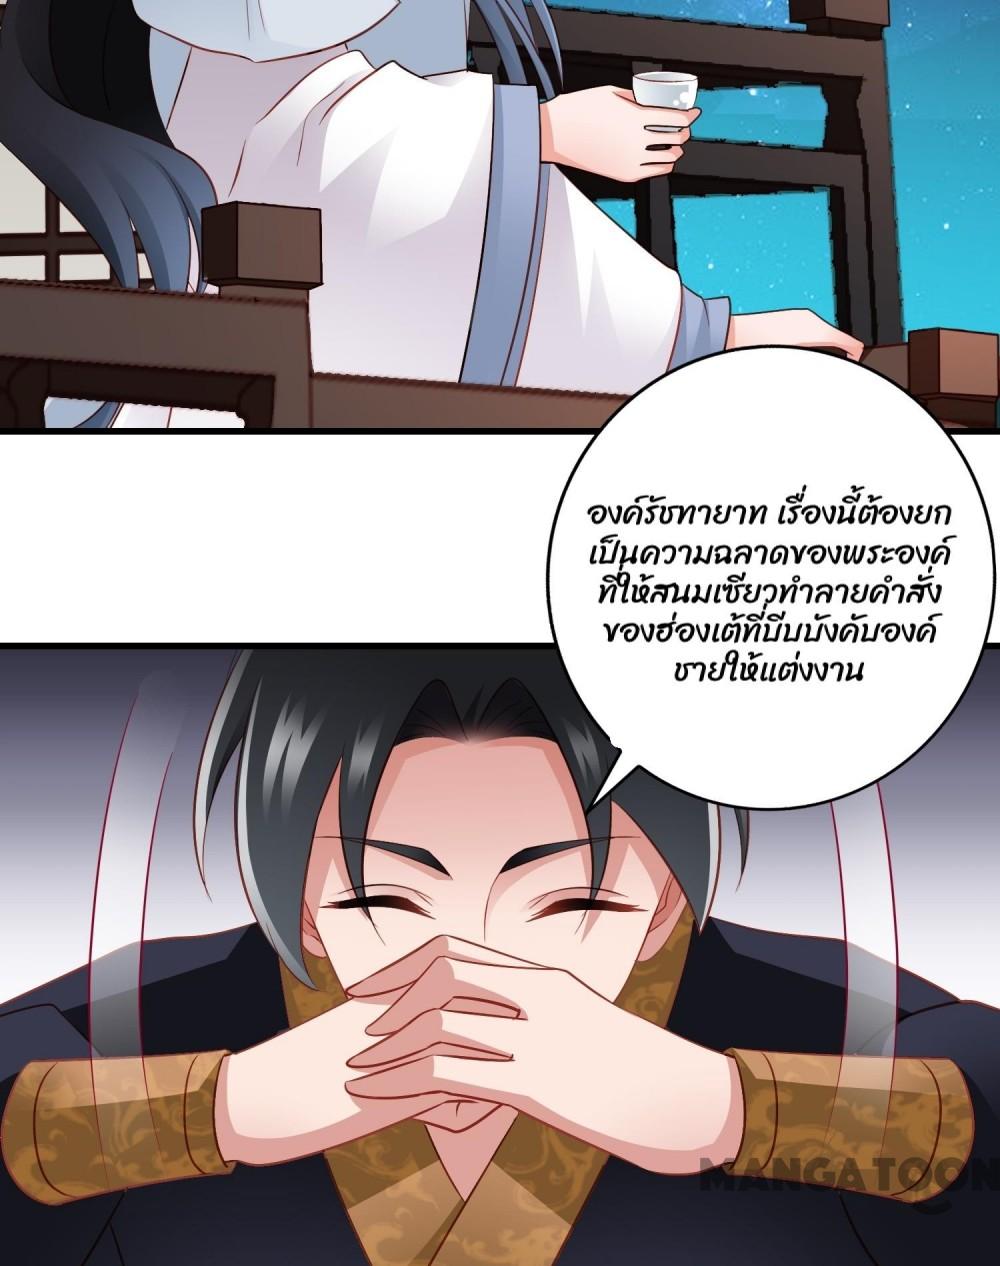 องค์รัชทายาท เรื่องนี้ต้องยก
เป็นความฉลาดของพระองค์
ที่ให้สนมเซียวทำลายคำสั่ง
ของฮ่องเต้ที่บีบบังคับองค์
ชายให้แต่งงาน
MANGATOON